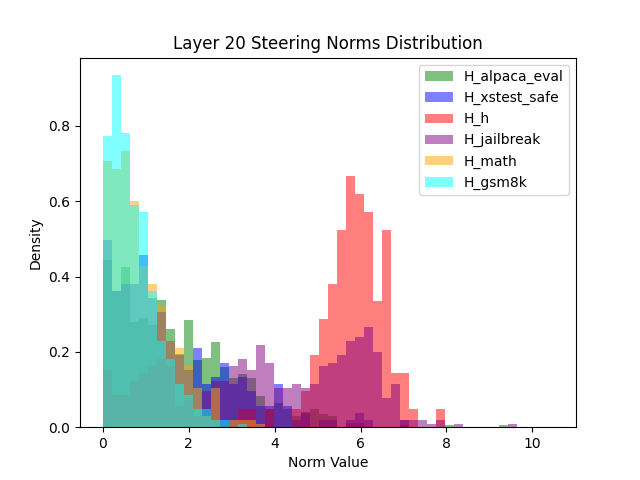 Layer 20 Steering Norms Distribution
H_alpaca_eval
H_xstest_safe
H_h
H_jailbreak
H_math
H_gsm8k
Density
0.8
0.6
0.4
0.2
0.0
0
2
4
6
8
10
Norm Value